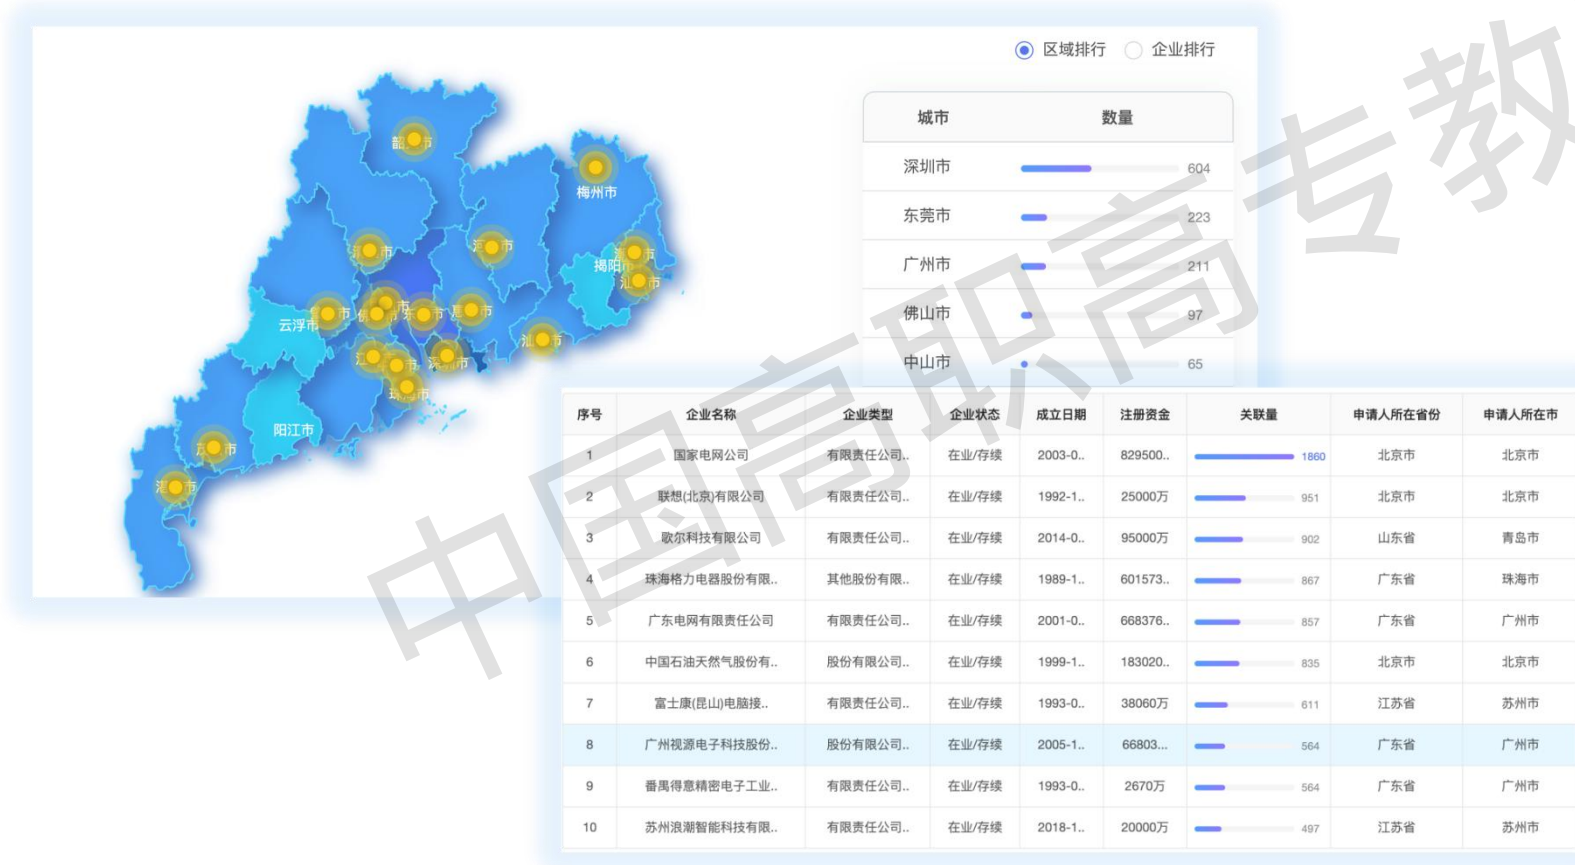 区域排行 企业排行
城市 数量
深圳市 604
东莞市 223
广州市 211
佛山市 97
中山市 65
梅州市
揭阳
云浮市
阳江市
序号 企业名称 企业类型 企业状态 成立日期 注册资金 关联量 申请人所在省份 申请人所在市
1 国家电网公司 有限责任公司.. 在业/存续 2003-0.. 829500.. 1860 北京市 北京市
2 联想(北京)有限公司 有限责任公司.. 在业/存续 1992-1.. 25000万 951 北京市 北京市
3 歌尔科技有限公司 有限责任公司.. 在业/存续 2014-0.. 95000万 902 山东省 青岛市
4 珠海格力电器股份有限.. 其他股份有限.. 在业/存续 1989-1.. 601573.. 867 广东省 珠海市
5 广东电网有限责任公司 有限责任公司.. 在业/存续 2001-0.. 668376.. 857 广东省 广州市
6 中国石油天然气股份有.. 股份有限公司.. 在业/存续 1999-1.. 183020.. 835 北京市 北京市
7 富士康(昆山)电脑接.. 有限责任公司.. 在业/存续 1993-0.. 38060万 611 江苏省 苏州市
8 广州视源电子科技股份.. 股份有限公司.. 在业/存续 2005-1.. 66803... 564 广东省 广州市
9 番禺得意精密电子工业.. 有限责任公司.. 在业/存续 1993-0.. 2670万 564 广东省 广州市
10 苏州浪潮智能科技有限.. 有限责任公司.. 在业/存续 2018-1.. 20000万 497 江苏省 苏州市
中国高职高专教